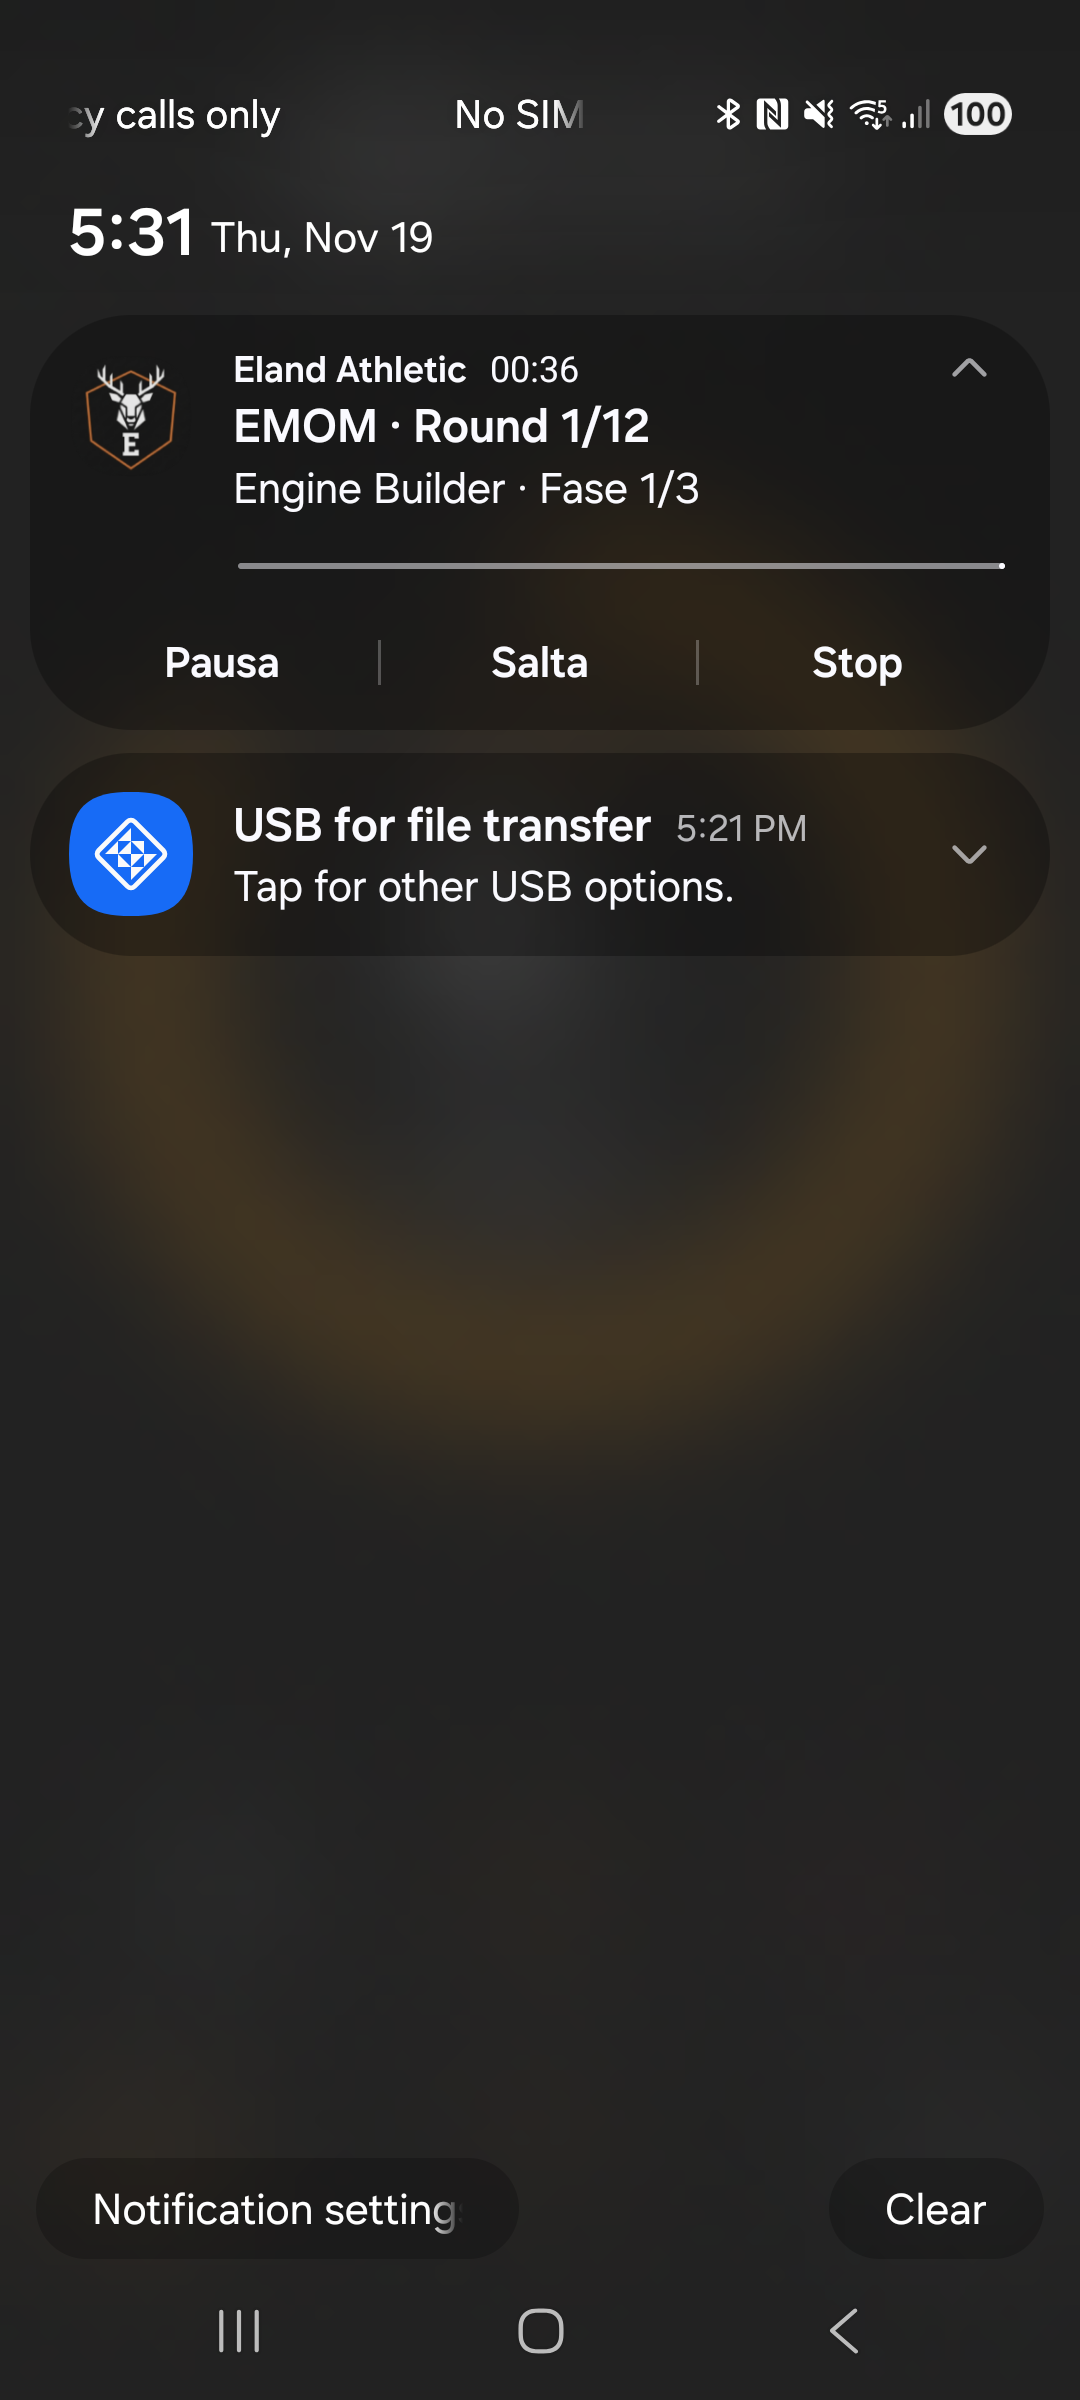 cy calls only No SIM 5 100
5:31 Thu, Nov 19
Eland Athletic 00:36
EMOM · Round 1/12
E
Engine Builder · Fase 1/3
Pausa Salta Stop
USB for file transfer 5:21 PM
Tap for other USB options.
Notification setting
Clear